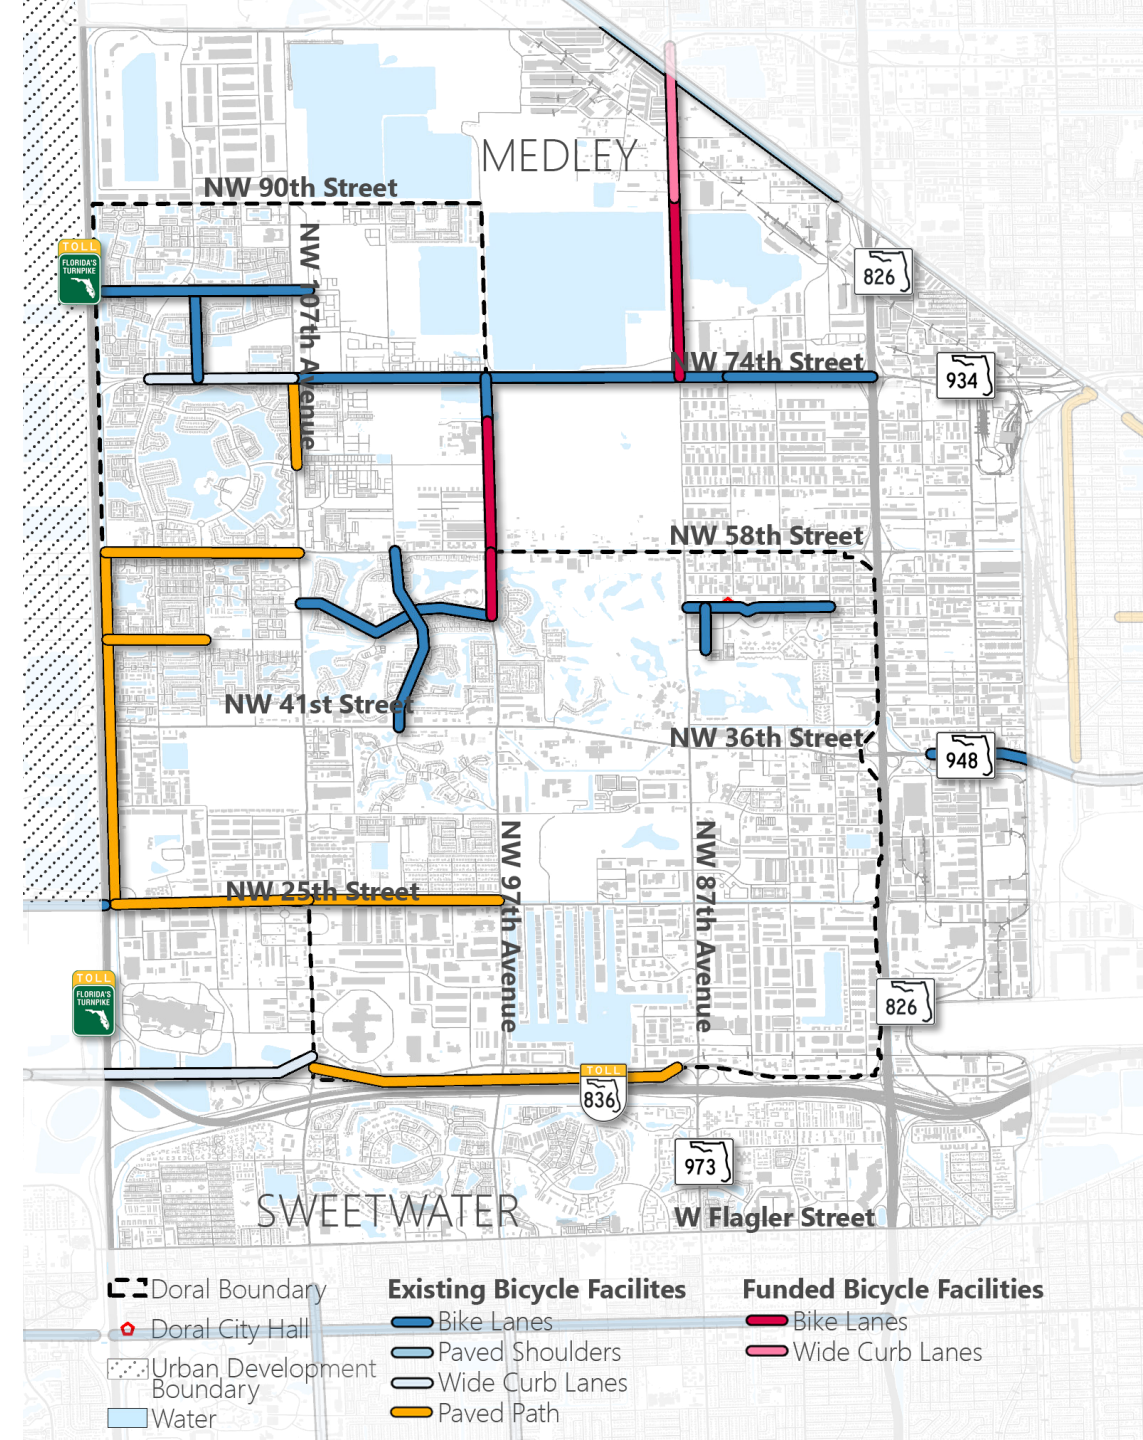 MEDLEY
NW 90th Street
NW 107th Avenue
TOLL
FLORIDA'S
TURNPIKE
826
NW 74th Street
934
NW 58th Street
NW 41st Street
NW 36th Street
948
NW 97th Avenue
NW 87th Avenue
NW 25th Street
TOLL
FLORIDA'S
TURNPIKE
826
TOLL
836
973
SWEETWATER
W Flagler Street
Doral Boundary
Doral City Hall
Urban Development
Boundary
Water
Existing Bicycle Facilites
Bike Lanes
Paved Shoulders
Wide Curb Lanes
Paved Path
Funded Bicycle Facilities
Bike Lanes
Wide Curb Lanes